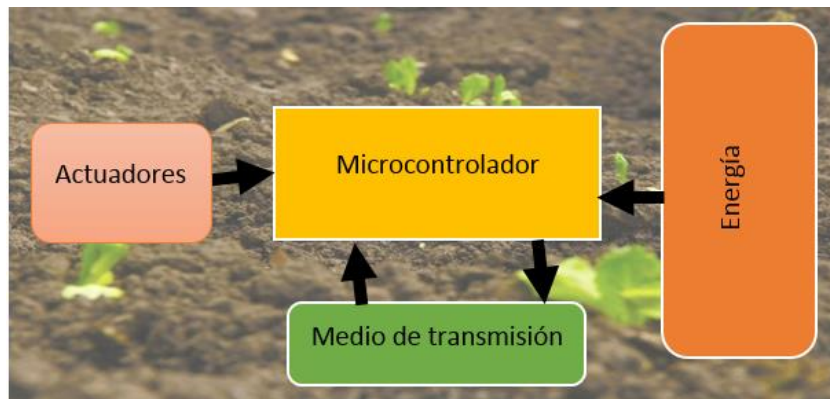 Actuadores
Microcontrolador
Energía
Medio de transmisión